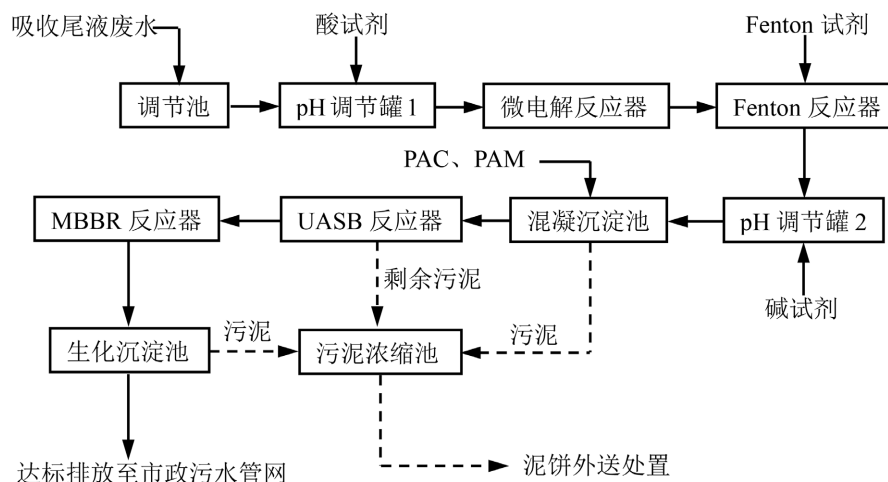 吸收尾液废水
酸试剂
Fenton 试剂
调节池
pH 调节罐 1
微电解反应器
Fenton 反应器
PAC、PAM
MBBR 反应器
UASB 反应器
混凝沉淀池
pH 调节罐 2
剩余污泥
碱试剂
生化沉淀池
污泥
污泥浓缩池
污泥
达标排放至市政污水管网
泥饼外送处置